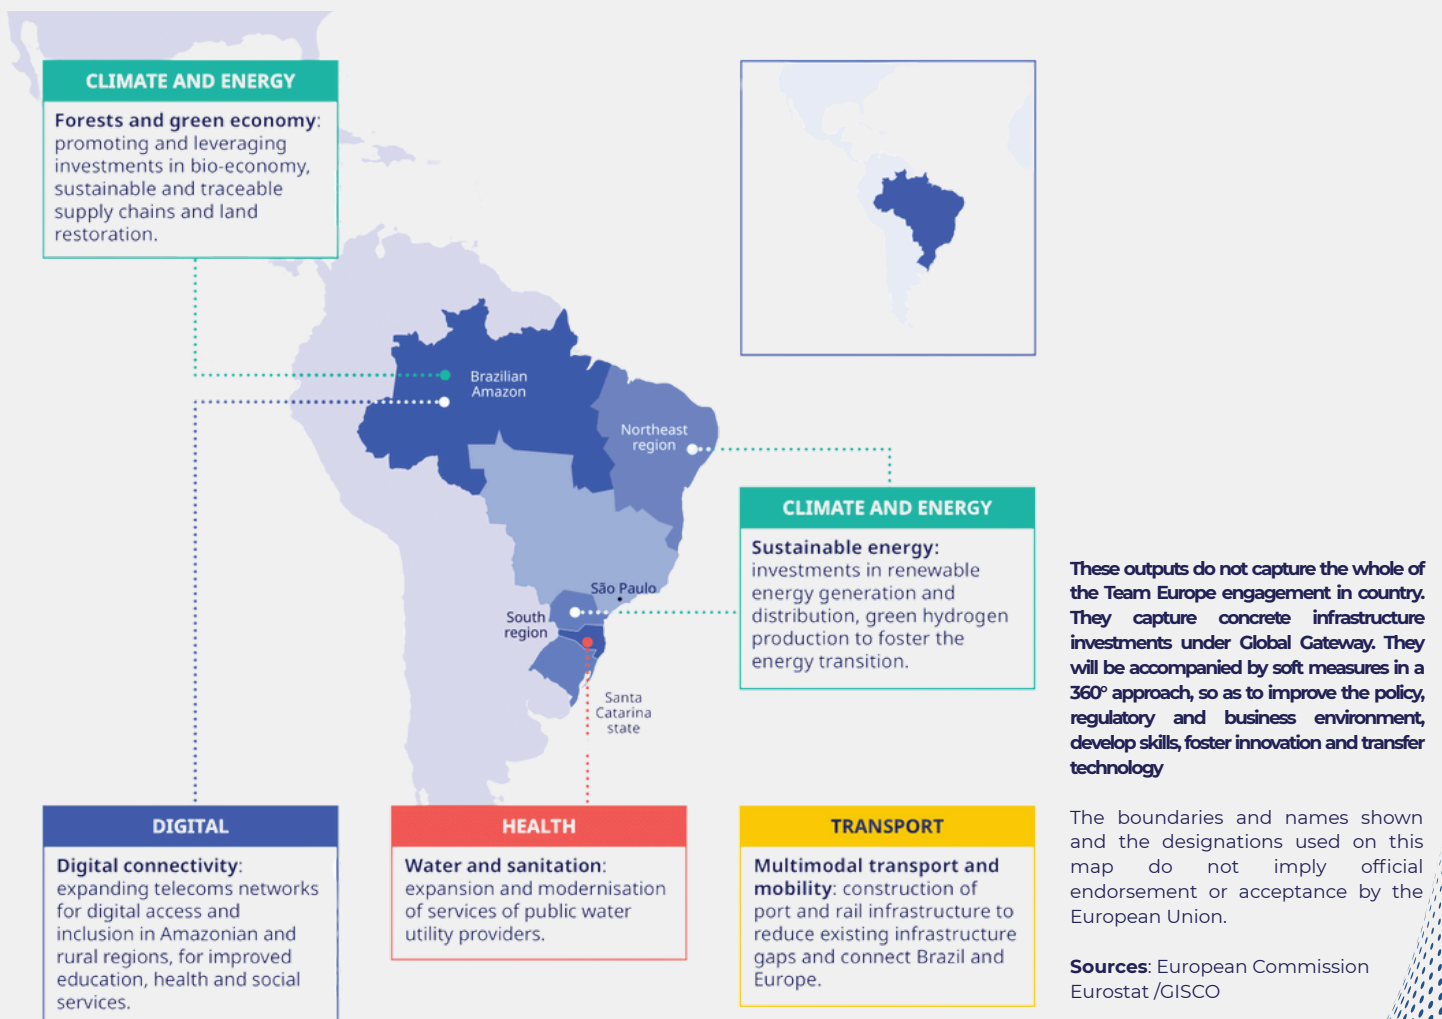 CLIMATE AND ENERGY
Forests and green economy:
promoting and leveraging
investments in bio-economy,
sustainable and traceable
supply chains and land
restoration.
Brazilian
Amazon
Northeast
region
CLIMATE AND ENERGY
Sustainable energy:
investments in renewable
energy generation and
distribution, green hydrogen
production to foster the
energy transition.
São Paulo
South
region
Santa
Catarina
state
DIGITAL
Digital connectivity:
expanding telecoms networks
for digital access and
inclusion in Amazonian and
rural regions, for improved
education, health and social
services.
HEALTH
Water and sanitation:
expansion and modernisation
of services of public water
utility providers.
TRANSPORT
Multimodal transport and
mobility: construction of
port and rail infrastructure to
reduce existing infrastructure
gaps and connect Brazil and
Europe.
These outputs do not capture the whole of
the Team Europe engagement in country.
They capture concrete infrastructure
investments under Global Gateway. They
will be accompanied by soft measures in a
360° approach, so as to improve the policy,
regulatory and business environment,
develop skills, foster innovation and transfer
technology
The boundaries and names shown
and the designations used on this
map do not imply official
endorsement or acceptance by the
European Union.
Sources: European Commission
Eurostat /GISCO